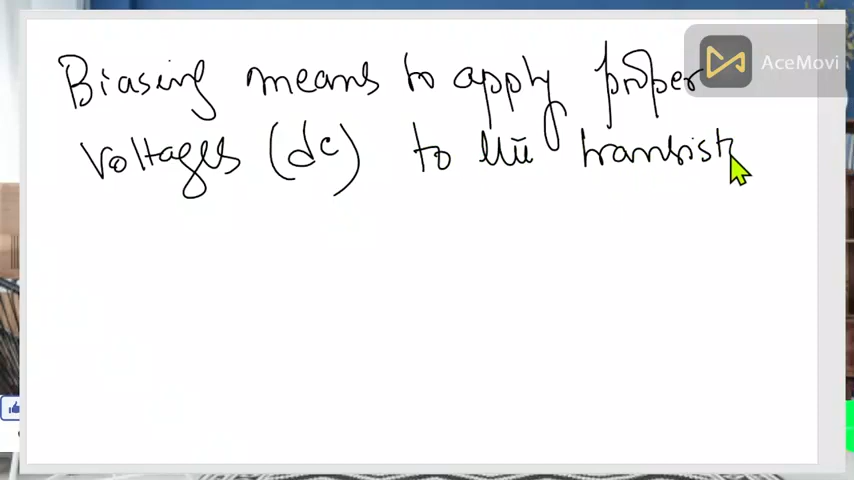 Biasing means to apply proper
AceMovi
voltages (dc) to the transist